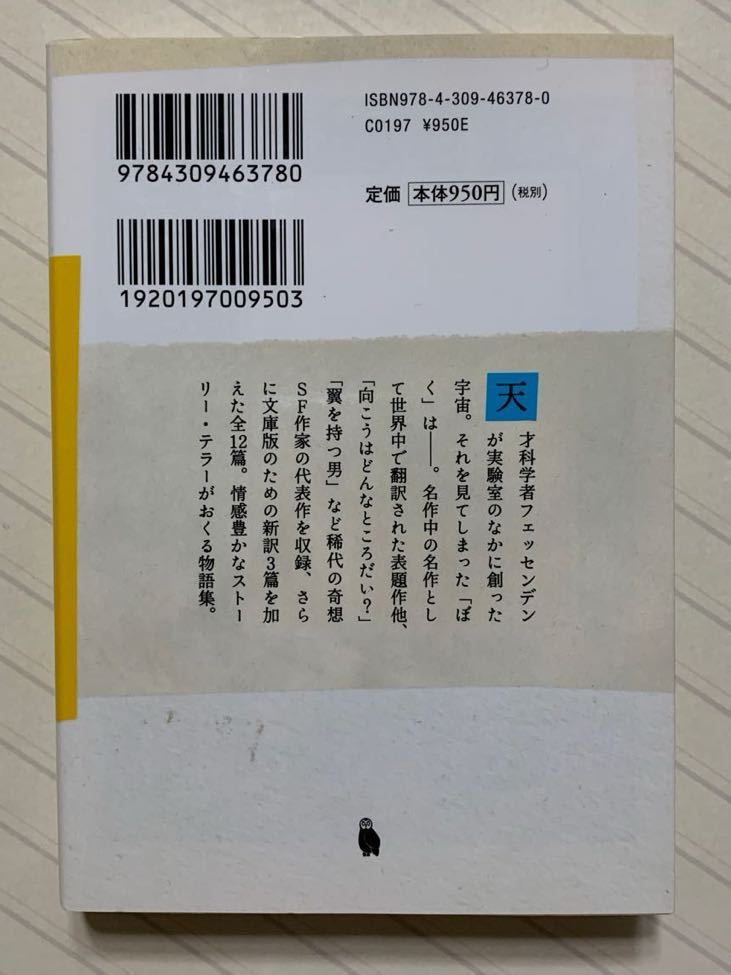 ISBN978-4-309-46378-0
C0197 ¥950E
9784309463780
定価 本体950円(税別)
1920197009503
天才科学者フェッセンデン
が実験室のなかに創った
宇宙。それを見てしまった「ぼ
く」は――。名作中の名作とし
て世界中で翻訳された表題作他、
「向こうはどんなところだい？」
「翼を持つ男」など稀代の奇想
ＳＦ作家の代表作を収録、さら
に文庫版のための新訳3篇を加
えた全12篇。情感豊かなストー
リー・テラーがおくる物語集。